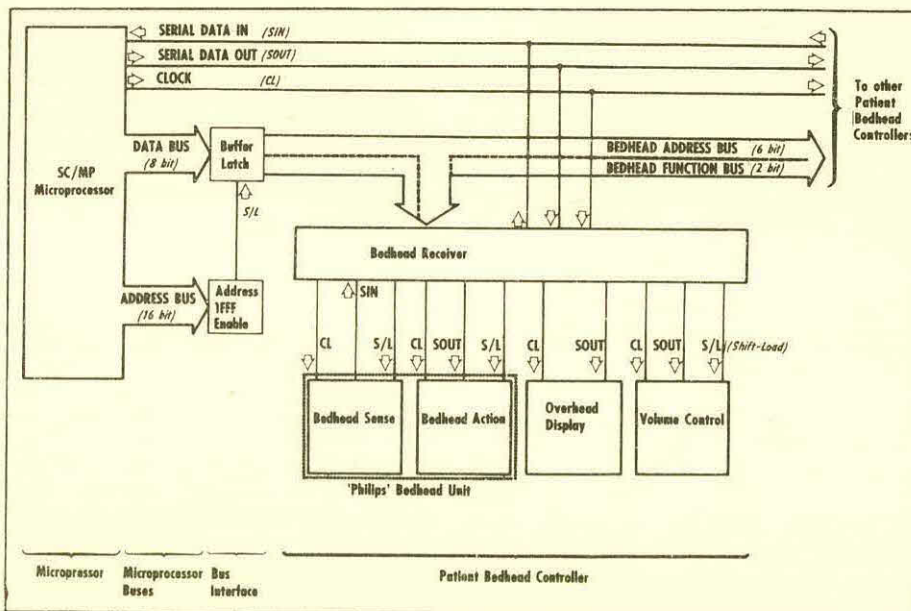 SERIAL DATA IN (SIN)
SERIAL DATA OUT (SOUT)
CLOCK (CL)
To other
Patient
Bedhead
Controllers
SC/MP
Microprocessor
DATA BUS
(8 bit)
Buffer
Latch
BEDHEAD ADDRESS BUS (6 bit)
BEDHEAD FUNCTION BUS (2 bit)
S/L
Bedhead Receiver
ADDRESS BUS
(16 bit)
Address
1FFF
Enable
SIN
CL S/L CL SOUT S/L CL SOUT CL SOUT S/L (Shift-Load)
Bedhead Sense
Bedhead Action
Overhead
Display
Volume Control
'Philips' Bedhead Unit
Micropressor
Microprocessor
Buses
Bus
Interface
Patient Bedhead Controller